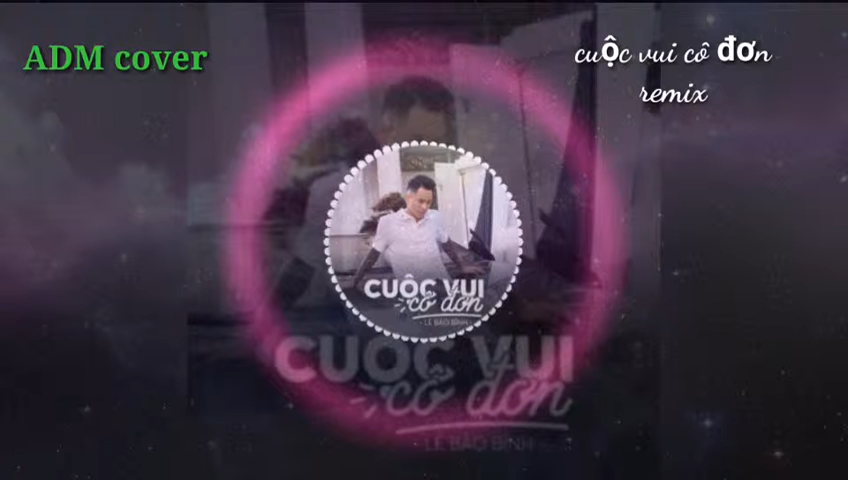 ADM cover
cuộc vui cô đơn
remix
CUỘC VUI
cô đơn
LÊ BẢO BÌNH
CUỘC VUI
cô đơn
LÊ BẢO BÌNH